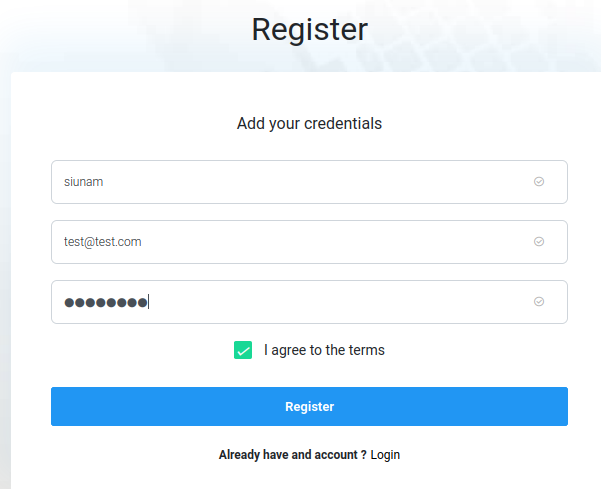 Register
Add your credentials
siunam
test@test.com
●●●●●●●●
I agree to the terms
Register
Already have and account ? Login